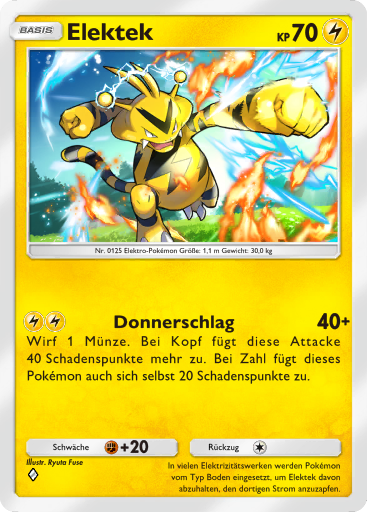 BASIS Elektek KP 70
Nr. 0125 Elektro-Pokémon Größe: 1,1 m Gewicht: 30,0 kg
Donnerschlag 40+
Wirf 1 Münze. Bei Kopf fügt diese Attacke
40 Schadenspunkte mehr zu. Bei Zahl fügt dieses
Pokémon auch sich selbst 20 Schadenspunkte zu.
Schwäche +20 Rückzug
Illustr. Ryuta Fuse
In vielen Elektrizitätswerken werden Pokémon
vom Typ Boden eingesetzt, um Elektek davon
abzuhalten, den dortigen Strom anzuzapfen.